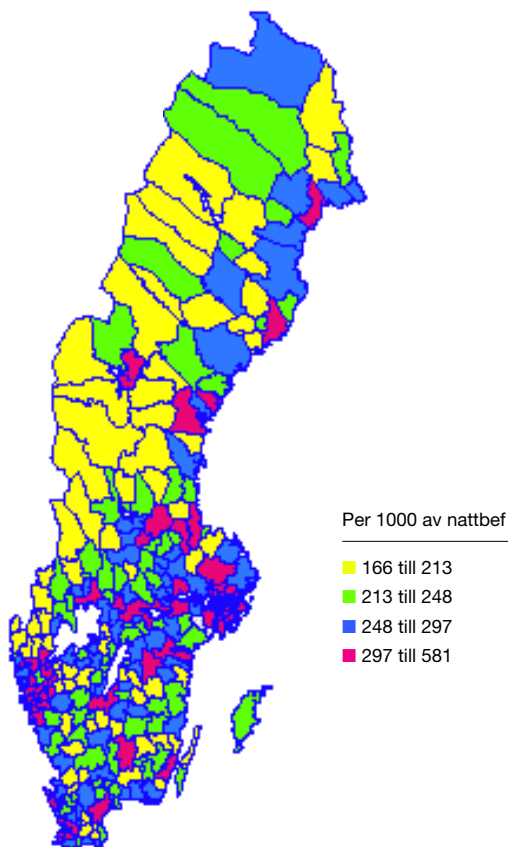 Per 1000 av nattbef
166 till 213
213 till 248
248 till 297
297 till 581